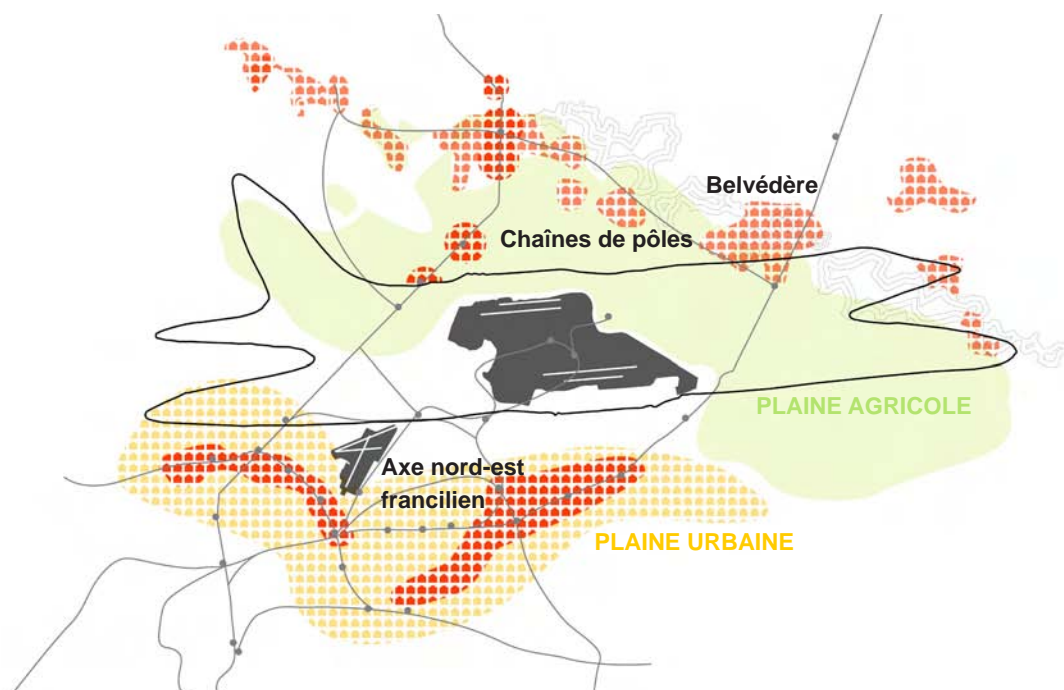 Belvédère
Chaînes de pôles
PLAINE AGRICOLE
Axe nord-est
francilien
PLAINE URBAINE